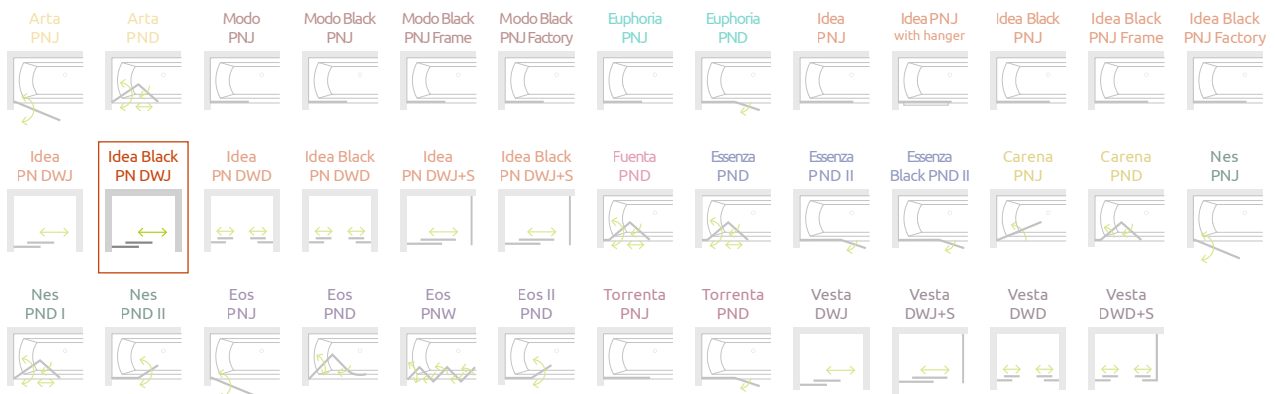 Arta
PNJ
Arta
PND
Modo
PNJ
Modo Black
PNJ
Modo Black
PNJ Frame
Modo Black
PNJ Factory
Euphoria
PNJ
Euphoria
PND
Idea
PNJ
Idea PNJ
with hanger
Idea Black
PNJ
Idea Black
PNJ Frame
Idea Black
PNJ Factory
Idea
PN DWJ
Idea Black
PN DWJ
Idea
PN DWD
Idea Black
PN DWD
Idea
PN DWJ+S
Idea Black
PN DWJ+S
Fuenta
PND
Essenza
PND
Essenza
PND II
Essenza
Black PND II
Carena
PNJ
Carena
PND
Nes
PNJ
Nes
PND I
Nes
PND II
Eos
PNJ
Eos
PND
Eos
PNW
Eos II
PND
Torrenta
PNJ
Torrenta
PND
Vesta
DWJ
Vesta
DWJ+S
Vesta
DWD
Vesta
DWD+S